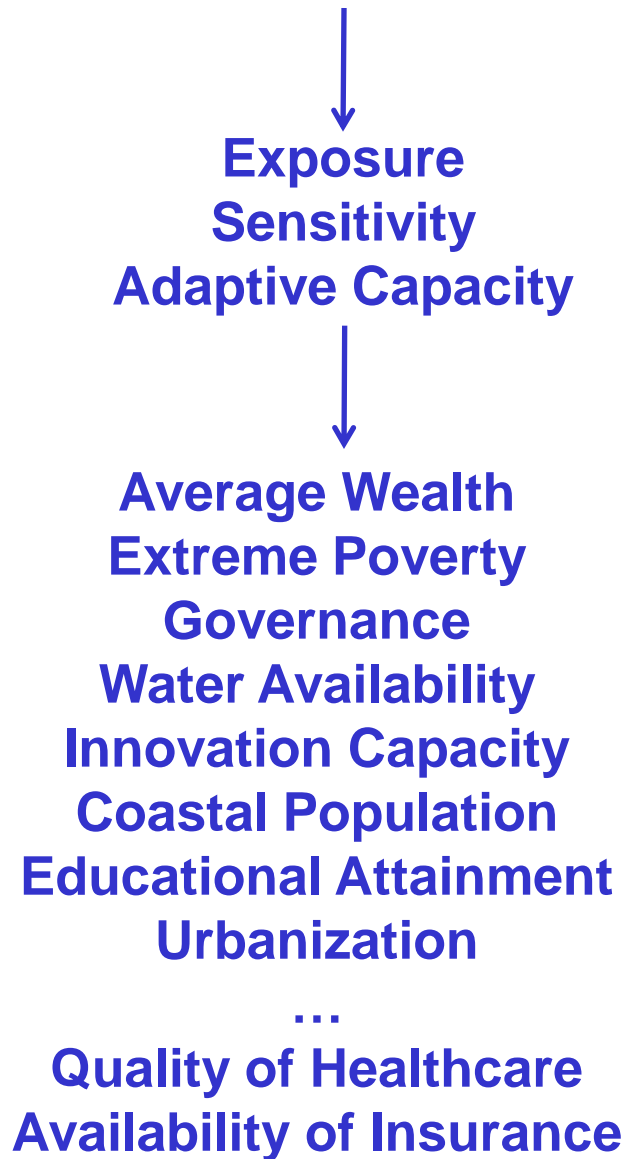 Exposure
Sensitivity
Adaptive Capacity
Average Wealth
Extreme Poverty
Governance
Water Availability
Innovation Capacity
Coastal Population
Educational Attainment
Urbanization
…
Quality of Healthcare
Availability of Insurance